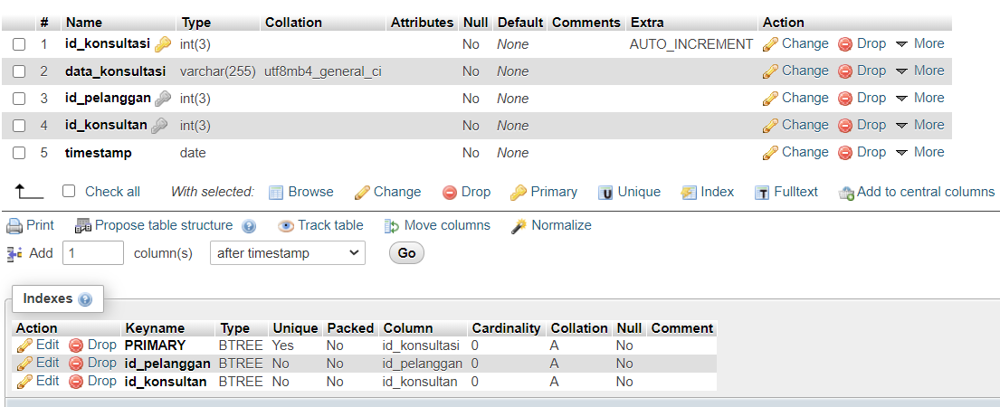 # Name Type Collation Attributes Null Default Comments Extra Action
1 id_konsultasi int(3) No None AUTO_INCREMENT Change Drop More
2 data_konsultasi varchar(255) utf8mb4_general_ci No None Change Drop More
3 id_pelanggan int(3) No None Change Drop More
4 id_konsultan int(3) No None Change Drop More
5 timestamp date No None Change Drop More
Check all With selected: Browse Change Drop Primary U Unique Index T Fulltext Add to central columns
Print Propose table structure ? Track table Move columns Normalize
Add 1 column(s) after timestamp Go
Indexes ?
Action Keyname Type Unique Packed Column Cardinality Collation Null Comment
Edit Drop PRIMARY BTREE Yes No id_konsultasi 0 A No
Edit Drop id_pelanggan BTREE No No id_pelanggan 0 A No
Edit Drop id_konsultan BTREE No No id_konsultan 0 A No